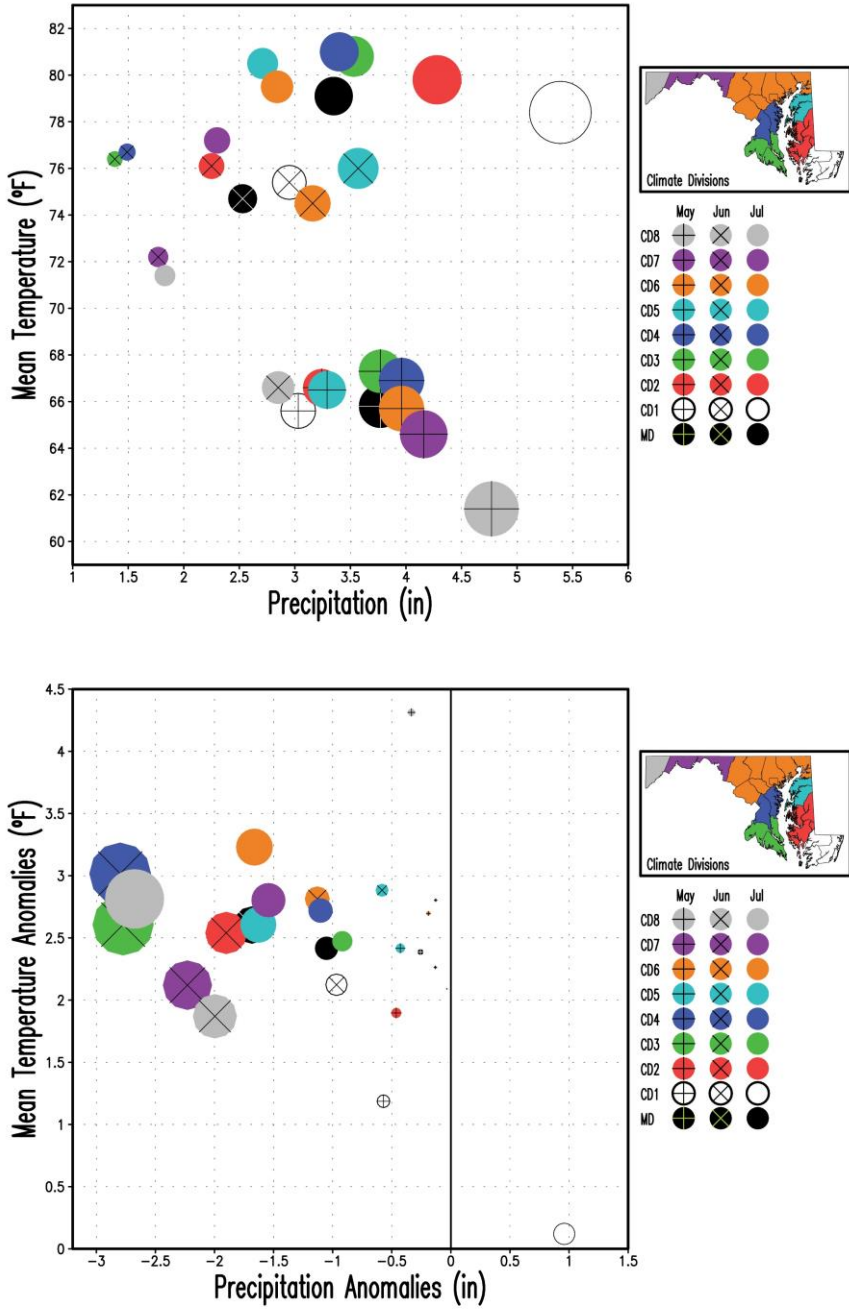 82
80
78
76
74
72
70
68
66
64
62
60
Mean Temperature (ºF)
1 1.5 2 2.5 3 3.5 4 4.5 5 5.5 6
Precipitation (in)
Climate Divisions
May Jun Jul
CD8
CD7
CD6
CD5
CD4
CD3
CD2
CD1
MD
4.5
4
3.5
3
2.5
2
1.5
1
0.5
0
Mean Temperature Anomalies (ºF)
−3 −2.5 −2 −1.5 −1 −0.5 0 0.5 1 1.5
Precipitation Anomalies (in)
Climate Divisions
May Jun Jul
CD8
CD7
CD6
CD5
CD4
CD3
CD2
CD1
MD